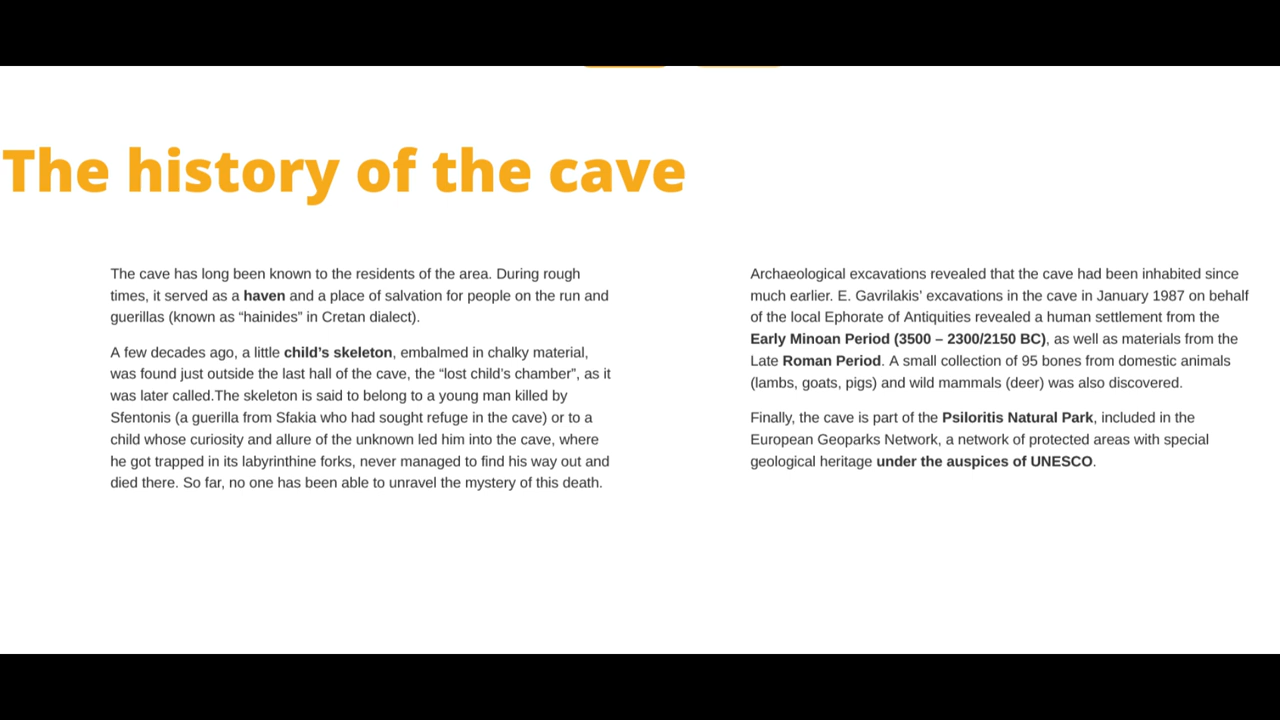 The history of the cave
The cave has long been known to the residents of the area. During rough
times, it served as a haven and a place of salvation for people on the run and
guerillas (known as “hainides” in Cretan dialect).
A few decades ago, a little child’s skeleton, embalmed in chalky material,
was found just outside the last hall of the cave, the “lost child’s chamber”, as it
was later called.The skeleton is said to belong to a young man killed by
Sfentonis (a guerilla from Sfakia who had sought refuge in the cave) or to a
child whose curiosity and allure of the unknown led him into the cave, where
he got trapped in its labyrinthine forks, never managed to find his way out and
died there. So far, no one has been able to unravel the mystery of this death.
Archaeological excavations revealed that the cave had been inhabited since
much earlier. E. Gavrilakis’ excavations in the cave in January 1987 on behalf
of the local Ephorate of Antiquities revealed a human settlement from the
Early Minoan Period (3500 – 2300/2150 BC), as well as materials from the
Late Roman Period. A small collection of 95 bones from domestic animals
(lambs, goats, pigs) and wild mammals (deer) was also discovered.
Finally, the cave is part of the Psiloritis Natural Park, included in the
European Geoparks Network, a network of protected areas with special
geological heritage under the auspices of UNESCO.